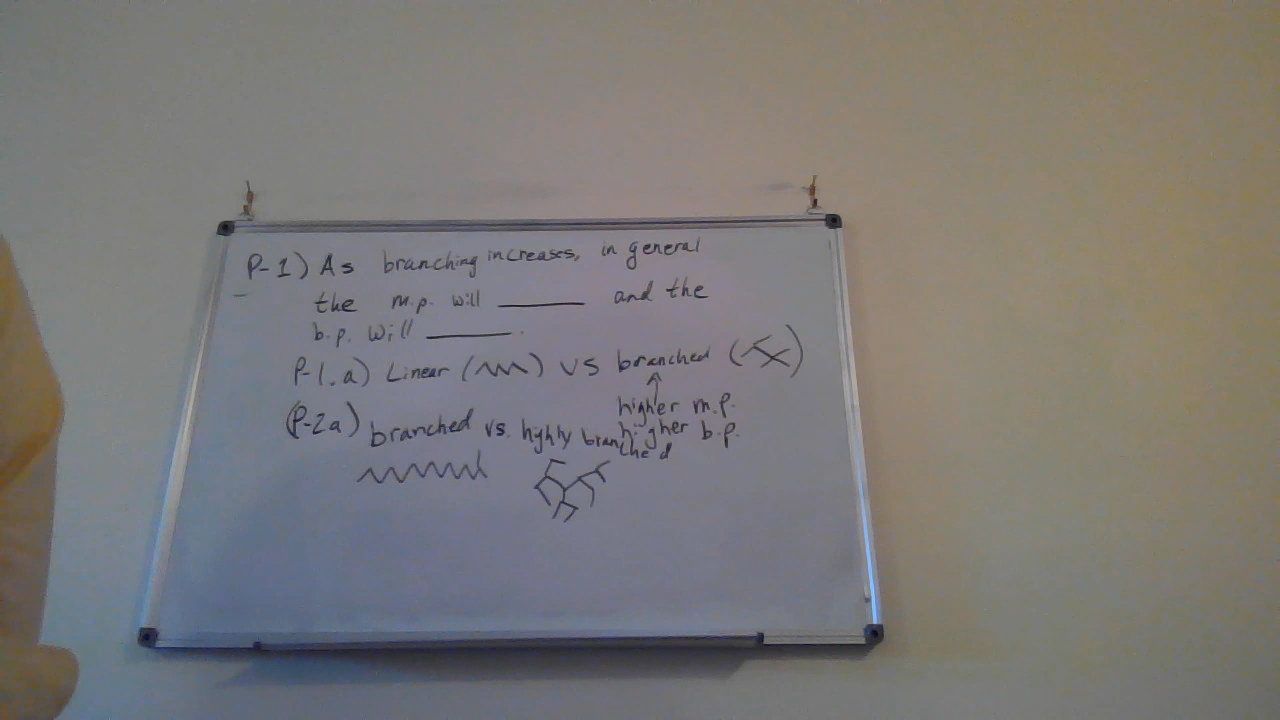 P-1) As branching increases, in general
the m.p. will ______ and the
b.p. will ______.
P-1.a) Linear ( ) vs branched ( )
higher m.p.
higher b.p.
(P-2a) branched vs. highly branched